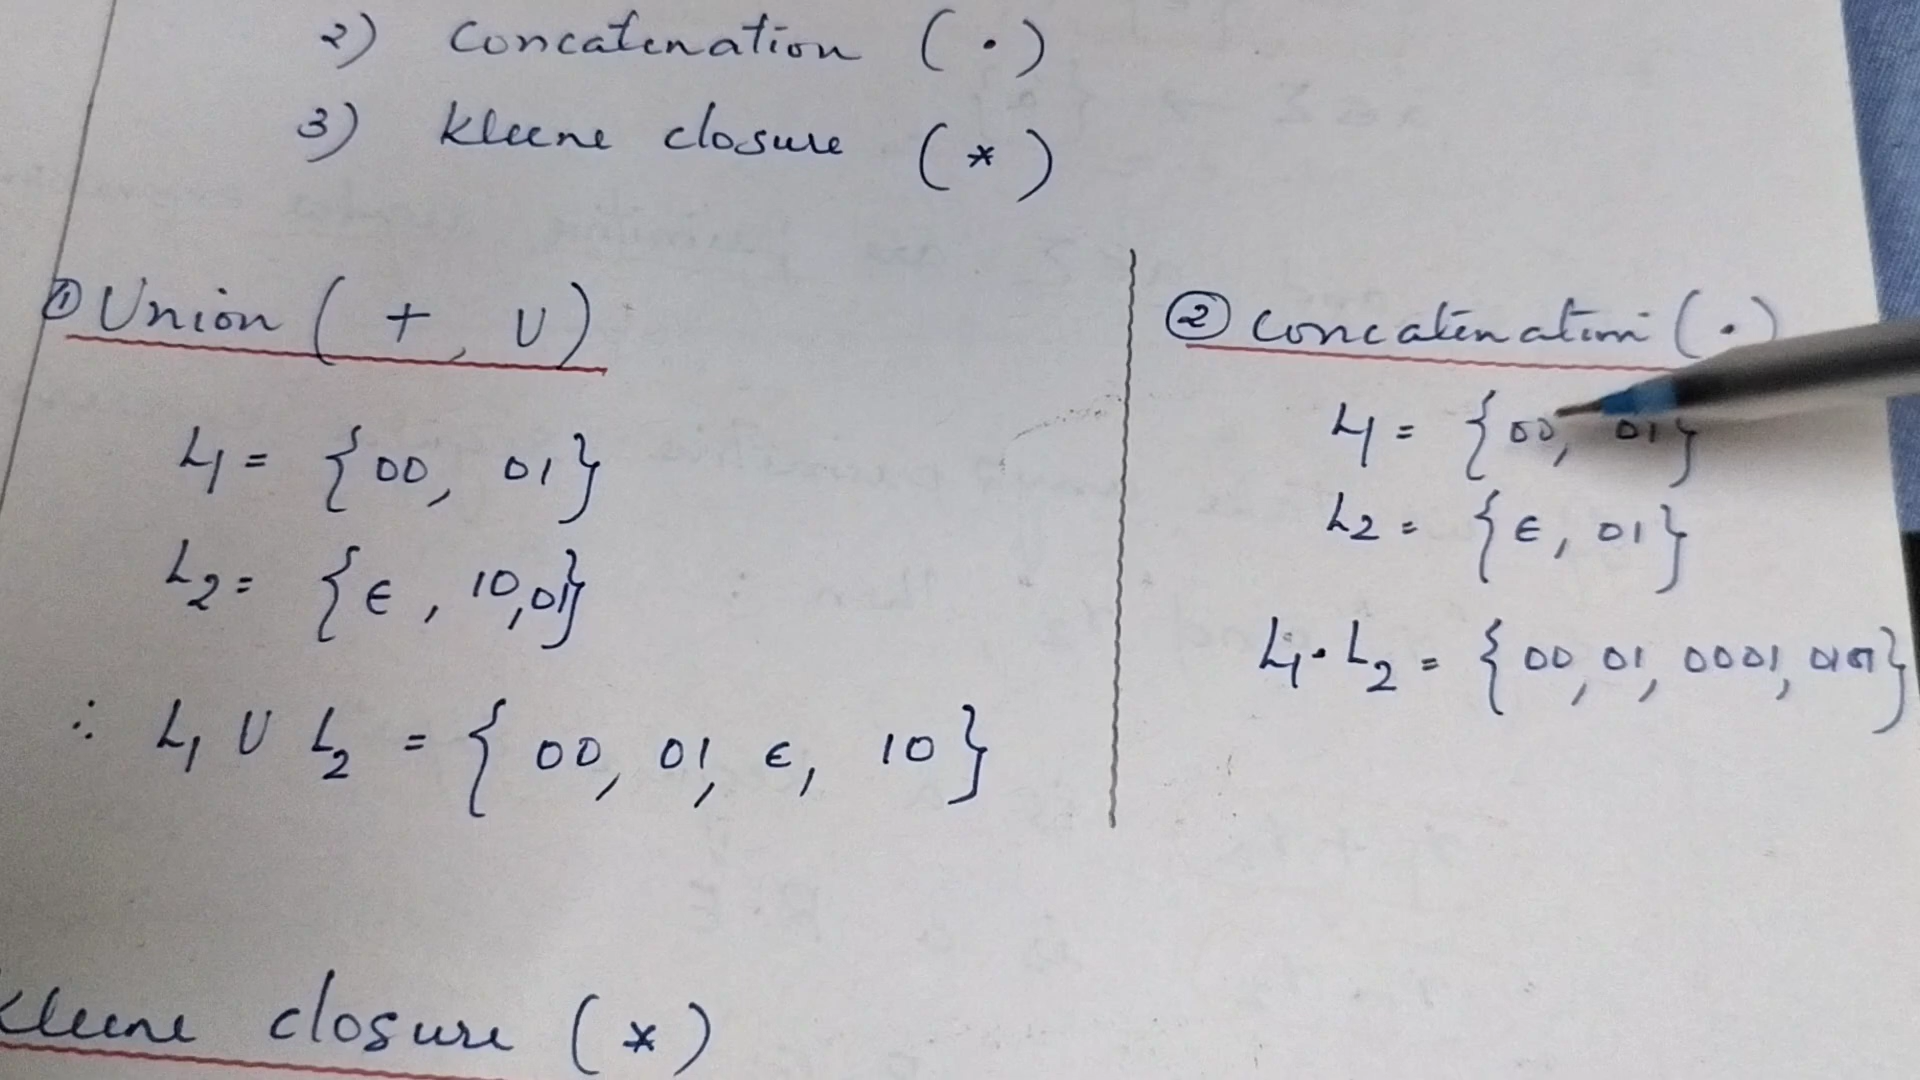 2) Concatenation (·)
3) Kleene closure (*)
① Union ( +, U )
L1 = {00, 01}
L2 = {ϵ, 10,01}
∴ L1 U L2 = {00, 01, ϵ, 10}
② Concatenation (·)
L1 = {00, 01}
L2 = {ϵ, 01}
L1·L2 = {00, 01, 0001, 0101}
Kleene closure (*)